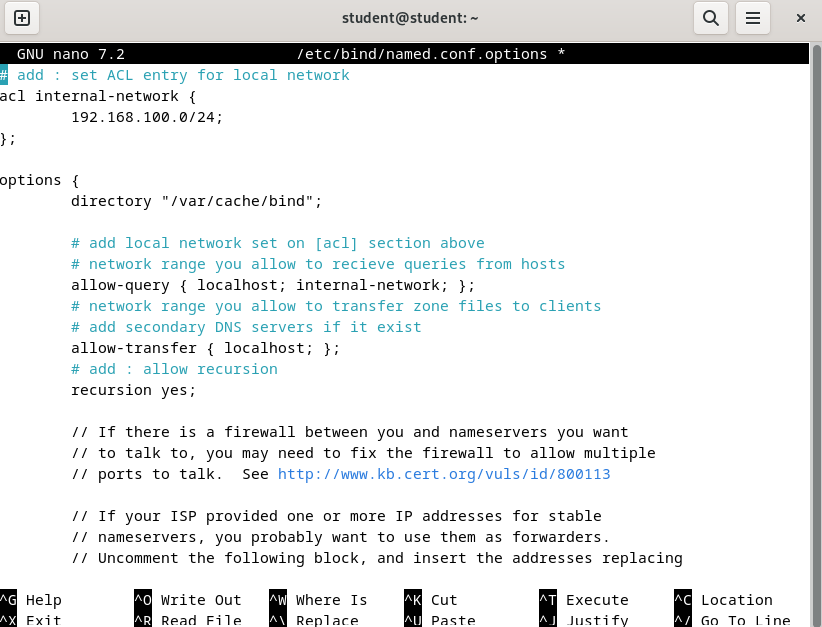 student@student: ~
GNU nano 7.2 /etc/bind/named.conf.options *
# add : set ACL entry for local network
acl internal-network {
        192.168.100.0/24;
};

options {
        directory "/var/cache/bind";

        # add local network set on [acl] section above
        # network range you allow to recieve queries from hosts
        allow-query { localhost; internal-network; };
        # network range you allow to transfer zone files to clients
        # add secondary DNS servers if it exist
        allow-transfer { localhost; };
        # add : allow recursion
        recursion yes;

        // If there is a firewall between you and nameservers you want
        // to talk to, you may need to fix the firewall to allow multiple
        // ports to talk.  See http://www.kb.cert.org/vuls/id/800113

        // If your ISP provided one or more IP addresses for stable
        // nameservers, you probably want to use them as forwarders.
        // Uncomment the following block, and insert the addresses replacing

^G Help ^O Write Out ^W Where Is ^K Cut ^T Execute ^C Location
^X Exit ^R Read File ^\ Replace ^U Paste ^J Justify ^/ Go To Line